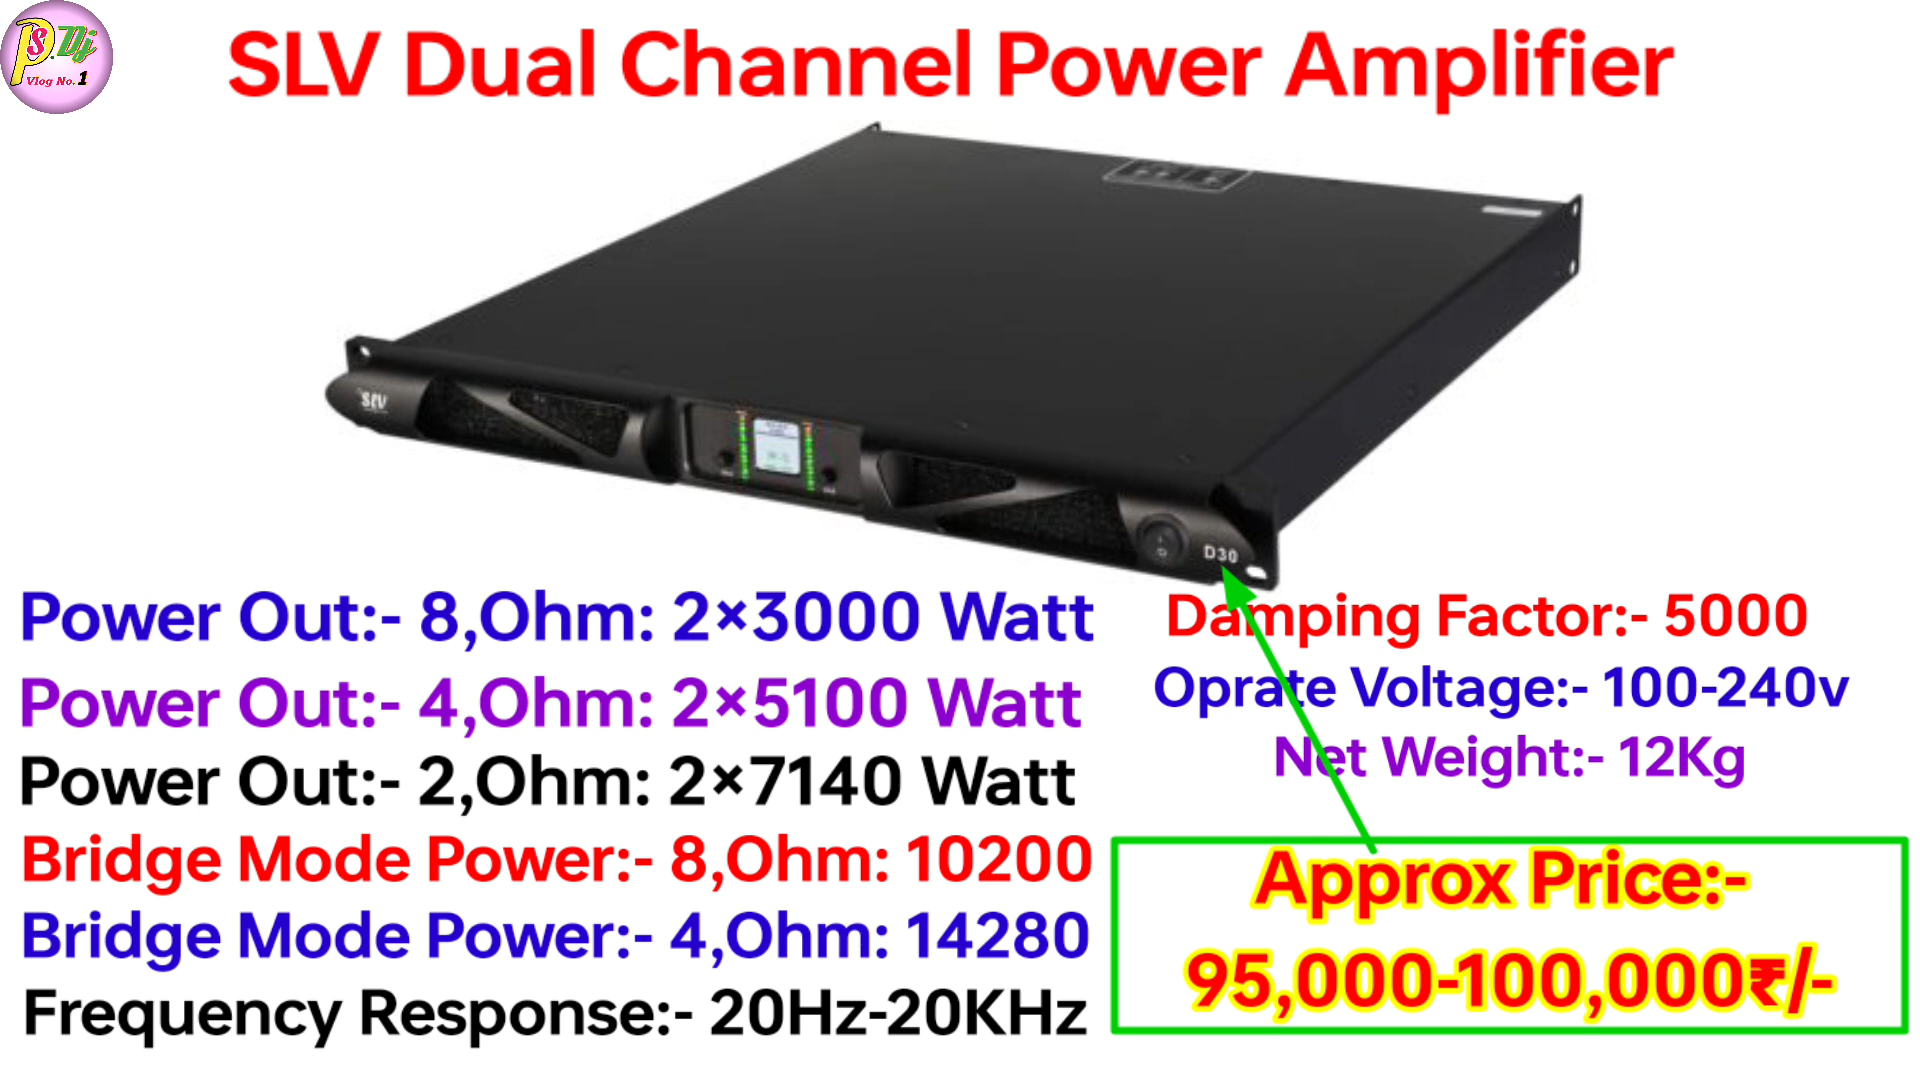 PS.Dj
Vlog No.1
SLV Dual Channel Power Amplifier
SLV
D30
Power Out:- 8,Ohm: 2×3000 Watt
Power Out:- 4,Ohm: 2×5100 Watt
Power Out:- 2,Ohm: 2×7140 Watt
Bridge Mode Power:- 8,Ohm: 10200
Bridge Mode Power:- 4,Ohm: 14280
Frequency Response:- 20Hz-20KHz
Damping Factor:- 5000
Oprate Voltage:- 100-240v
Net Weight:- 12Kg
Approx Price:-
95,000-100,000₹/-